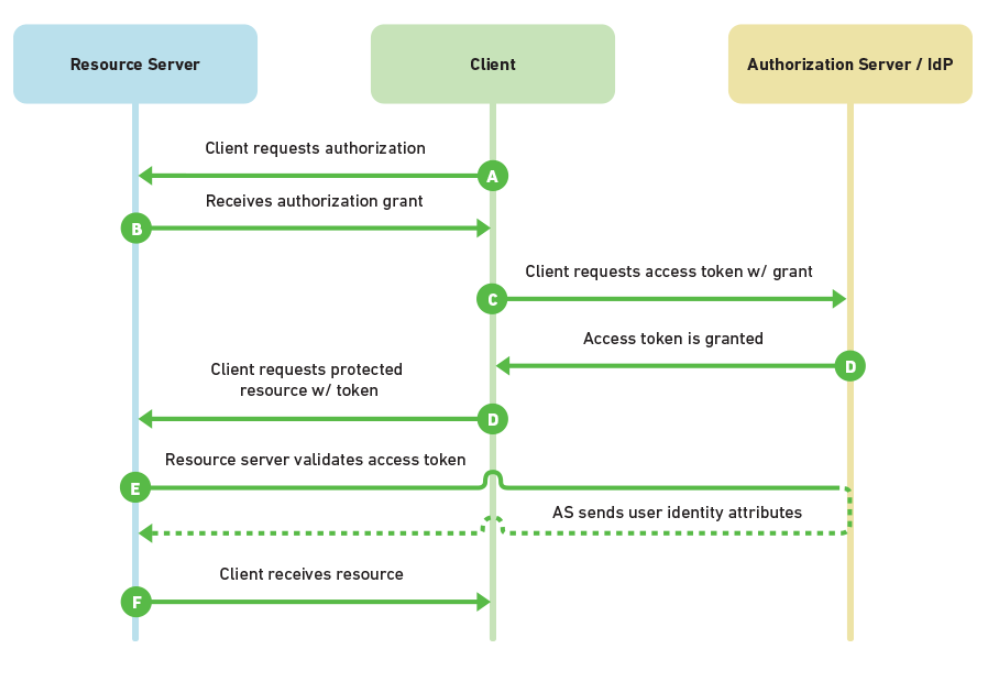 Resource Server
Client
Authorization Server / IdP
Client requests authorization
A
Receives authorization grant
B
Client requests access token w/ grant
C
Access token is granted
D
Client requests protected
resource w/ token
D
Resource server validates access token
E
AS sends user identity attributes
Client receives resource
F